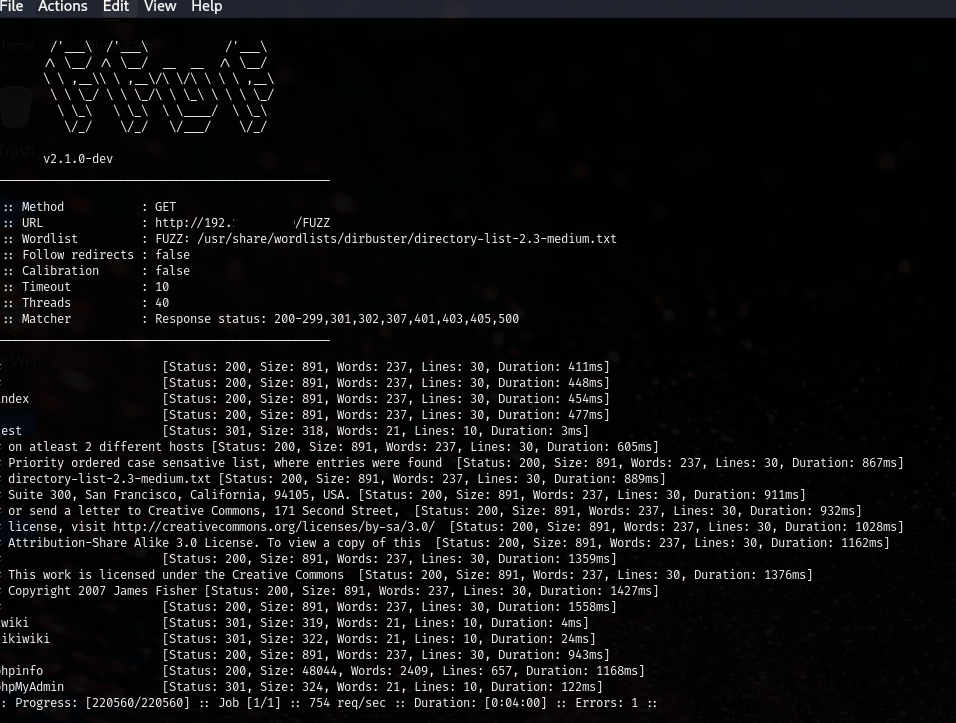 File Actions Edit View Help
v2.1.0-dev
:: Method : GET
:: URL : http://192. /FUZZ
:: Wordlist : FUZZ: /usr/share/wordlists/dirbuster/directory-list-2.3-medium.txt
:: Follow redirects : false
:: Calibration : false
:: Timeout : 10
:: Threads : 40
:: Matcher : Response status: 200-299,301,302,307,401,403,405,500
[Status: 200, Size: 891, Words: 237, Lines: 30, Duration: 411ms]
[Status: 200, Size: 891, Words: 237, Lines: 30, Duration: 448ms]
ndex [Status: 200, Size: 891, Words: 237, Lines: 30, Duration: 454ms]
[Status: 200, Size: 891, Words: 237, Lines: 30, Duration: 477ms]
est [Status: 301, Size: 318, Words: 21, Lines: 10, Duration: 3ms]
# on atleast 2 different hosts [Status: 200, Size: 891, Words: 237, Lines: 30, Duration: 605ms]
# Priority ordered case sensative list, where entries were found [Status: 200, Size: 891, Words: 237, Lines: 30, Duration: 867ms]
# directory-list-2.3-medium.txt [Status: 200, Size: 891, Words: 237, Lines: 30, Duration: 889ms]
# Suite 300, San Francisco, California, 94105, USA. [Status: 200, Size: 891, Words: 237, Lines: 30, Duration: 911ms]
# or send a letter to Creative Commons, 171 Second Street, [Status: 200, Size: 891, Words: 237, Lines: 30, Duration: 932ms]
# license, visit http://creativecommons.org/licenses/by-sa/3.0/ [Status: 200, Size: 891, Words: 237, Lines: 30, Duration: 1028ms]
# Attribution-Share Alike 3.0 License. To view a copy of this [Status: 200, Size: 891, Words: 237, Lines: 30, Duration: 1162ms]
[Status: 200, Size: 891, Words: 237, Lines: 30, Duration: 1359ms]
# This work is licensed under the Creative Commons [Status: 200, Size: 891, Words: 237, Lines: 30, Duration: 1376ms]
# Copyright 2007 James Fisher [Status: 200, Size: 891, Words: 237, Lines: 30, Duration: 1427ms]
[Status: 200, Size: 891, Words: 237, Lines: 30, Duration: 1558ms]
wiki [Status: 301, Size: 319, Words: 21, Lines: 10, Duration: 4ms]
ikiwiki [Status: 301, Size: 322, Words: 21, Lines: 10, Duration: 24ms]
[Status: 200, Size: 891, Words: 237, Lines: 30, Duration: 943ms]
hpinfo [Status: 200, Size: 48044, Words: 2409, Lines: 657, Duration: 1168ms]
hpMyAdmin [Status: 301, Size: 324, Words: 21, Lines: 10, Duration: 122ms]
: Progress: [220560/220560] :: Job [1/1] :: 754 req/sec :: Duration: [0:04:00] :: Errors: 1 ::